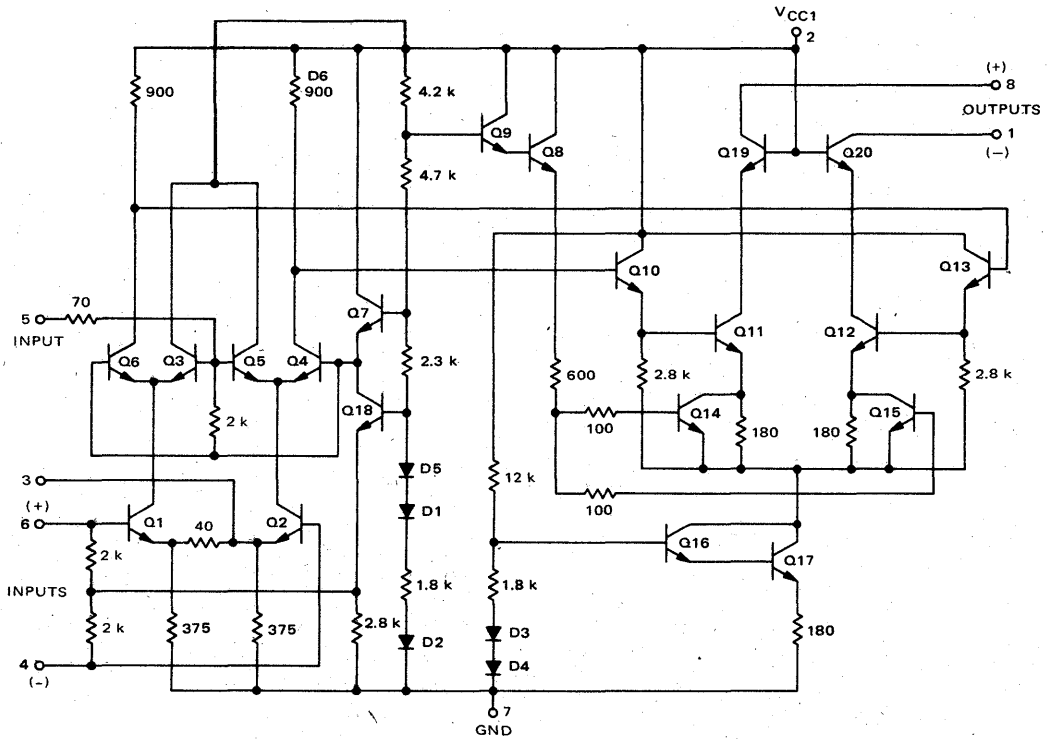 VCC1
2
D6
900
900
4.2 k
(+)
8
OUTPUTS
1
(−)
Q9
Q8
Q19
Q20
4.7 k
Q10
Q13
70
5
INPUT
Q7
Q11
Q12
Q6
Q3
Q5
Q4
2.3 k
600
2.8 k
2.8 k
Q18
Q14
Q15
2 k
100
180
180
D5
12 k
3
(+)
6
D1
100
Q1
40
Q2
Q16
Q17
2 k
INPUTS
1.8 k
1.8 k
2 k
375
375
2.8 k
D2
D3
180
4
(−)
D4
7
GND